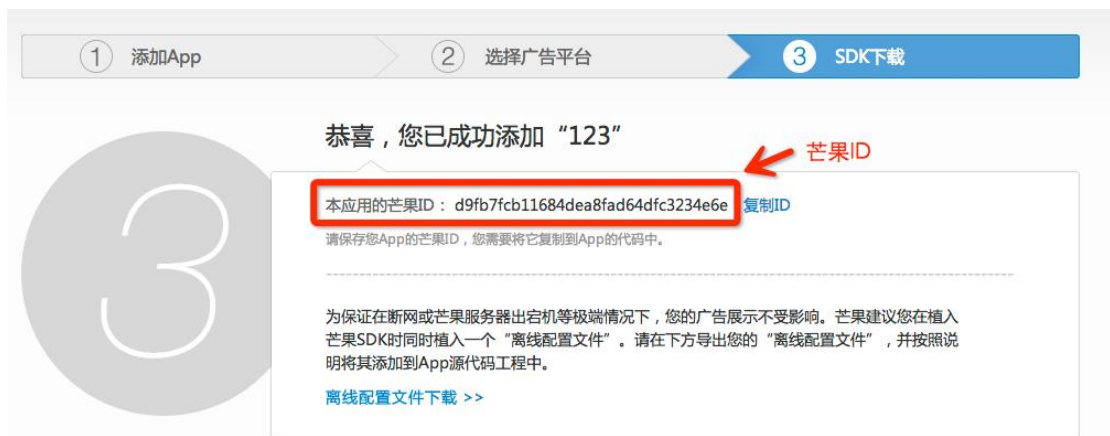 1 添加App
2 选择广告平台
3 SDK下载
3
恭喜，您已成功添加“123”
芒果ID
本应用的芒果ID： d9fb7fcb11684dea8fad64dfc3234e6e 复制ID
请保存您App的芒果ID，您需要将它复制到App的代码中。
为保证在断网或芒果服务器出宕机等极端情况下，您的广告展示不受影响。芒果建议您在植入
芒果SDK时同时植入一个“离线配置文件”。请在下方导出您的“离线配置文件”，并按照说
明将其添加到App源代码工程中。
离线配置文件下载 >>